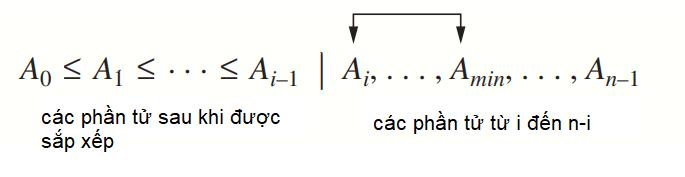 A₀ ≤ A₁ ≤ ⋯ ≤ Aᵢ₋₁ | Aᵢ, . . . , Aₘᵢₙ, . . . , Aₙ₋₁
các phần tử sau khi được
sắp xếp
các phần tử từ i đến n-i